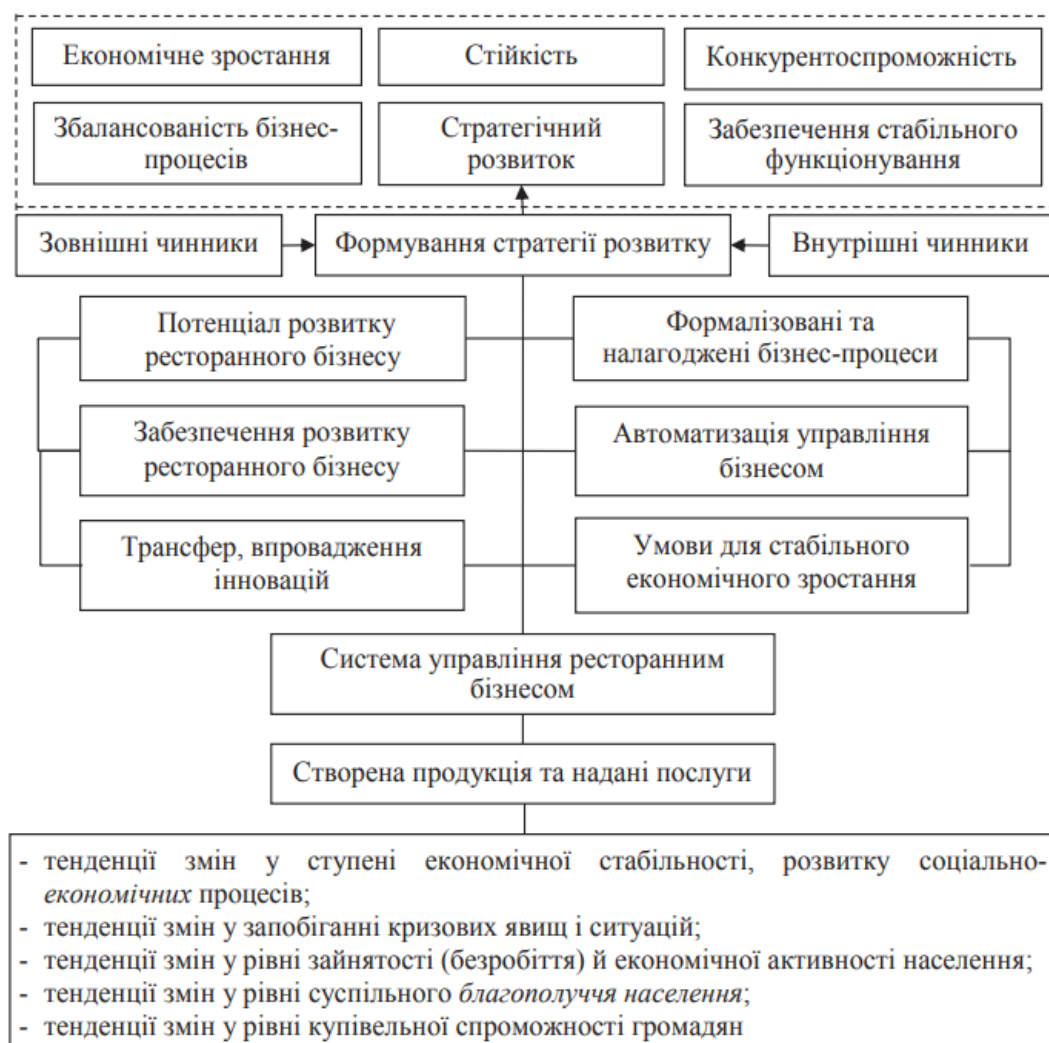 Економічне зростання
Стійкість
Конкурентоспроможність
Збалансованість бізнес-
процесів
Стратегічний
розвиток
Забезпечення стабільного
функціонування
Зовнішні чинники
Формування стратегії розвитку
Внутрішні чинники
Потенціал розвитку
ресторанного бізнесу
Формалізовані та
налагоджені бізнес-процеси
Забезпечення розвитку
ресторанного бізнесу
Автоматизація управління
бізнесом
Трансфер, впровадження
інновацій
Умови для стабільного
економічного зростання
Система управління ресторанним
бізнесом
Створена продукція та надані послуги
- тенденції змін у ступені економічної стабільності, розвитку соціально-
економічних процесів;
- тенденції змін у запобіганні кризових явищ і ситуацій;
- тенденції змін у рівні зайнятості (безробіття) й економічної активності населення;
- тенденції змін у рівні суспільного благополуччя населення;
- тенденції змін у рівні купівельної спроможності громадян